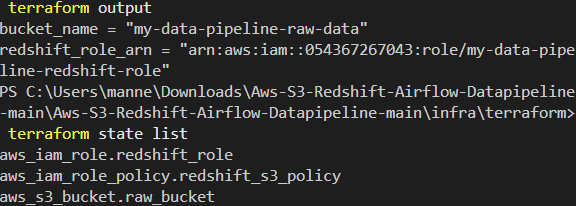 terraform output
bucket_name = "my-data-pipeline-raw-data"
redshift_role_arn = "arn:aws:iam::054367267043:role/my-data-pipe
line-redshift-role"
PS C:\Users\manne\Downloads\Aws-S3-Redshift-Airflow-Datapipeline
-main\Aws-S3-Redshift-Airflow-Datapipeline-main\infra\terraform>
terraform state list
aws_iam_role.redshift_role
aws_iam_role_policy.redshift_s3_policy
aws_s3_bucket.raw_bucket